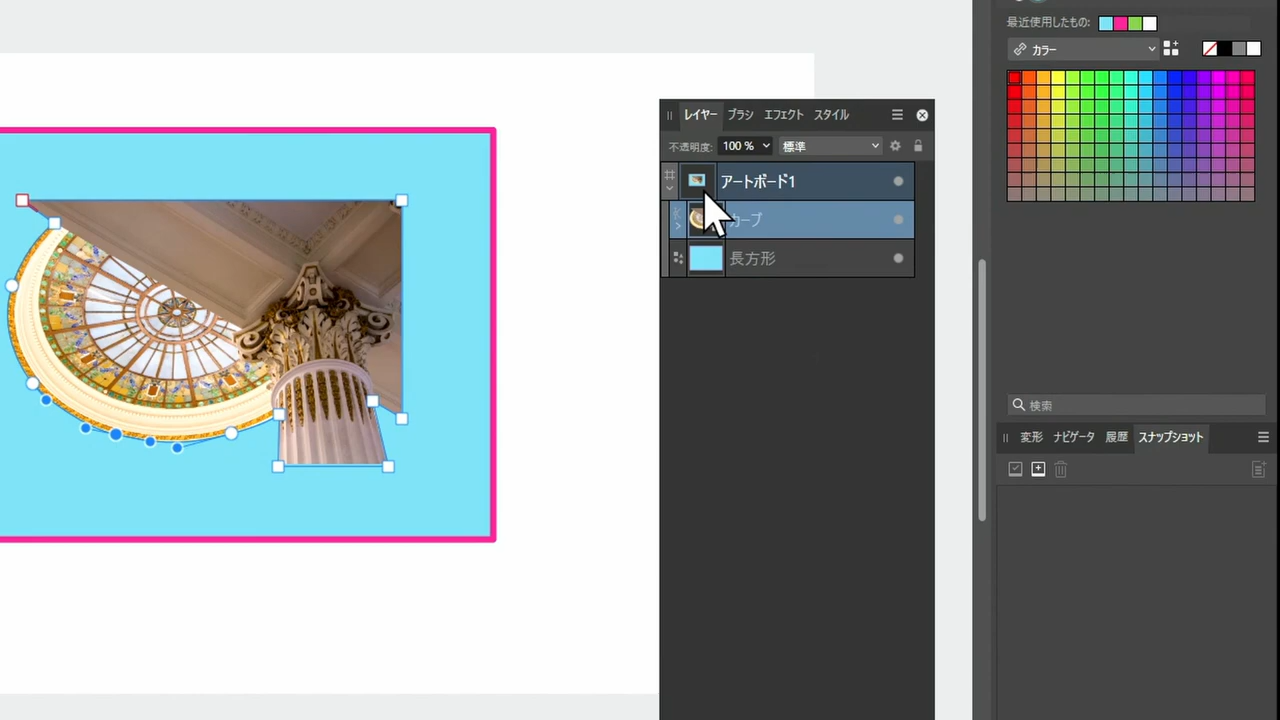 最近使用したもの:
カラー
レイヤー ブラシ エフェクト スタイル
不透明度: 100 % 標準
アートボード1
カーブ
長方形
検索
変形 ナビゲータ 履歴 スナップショット